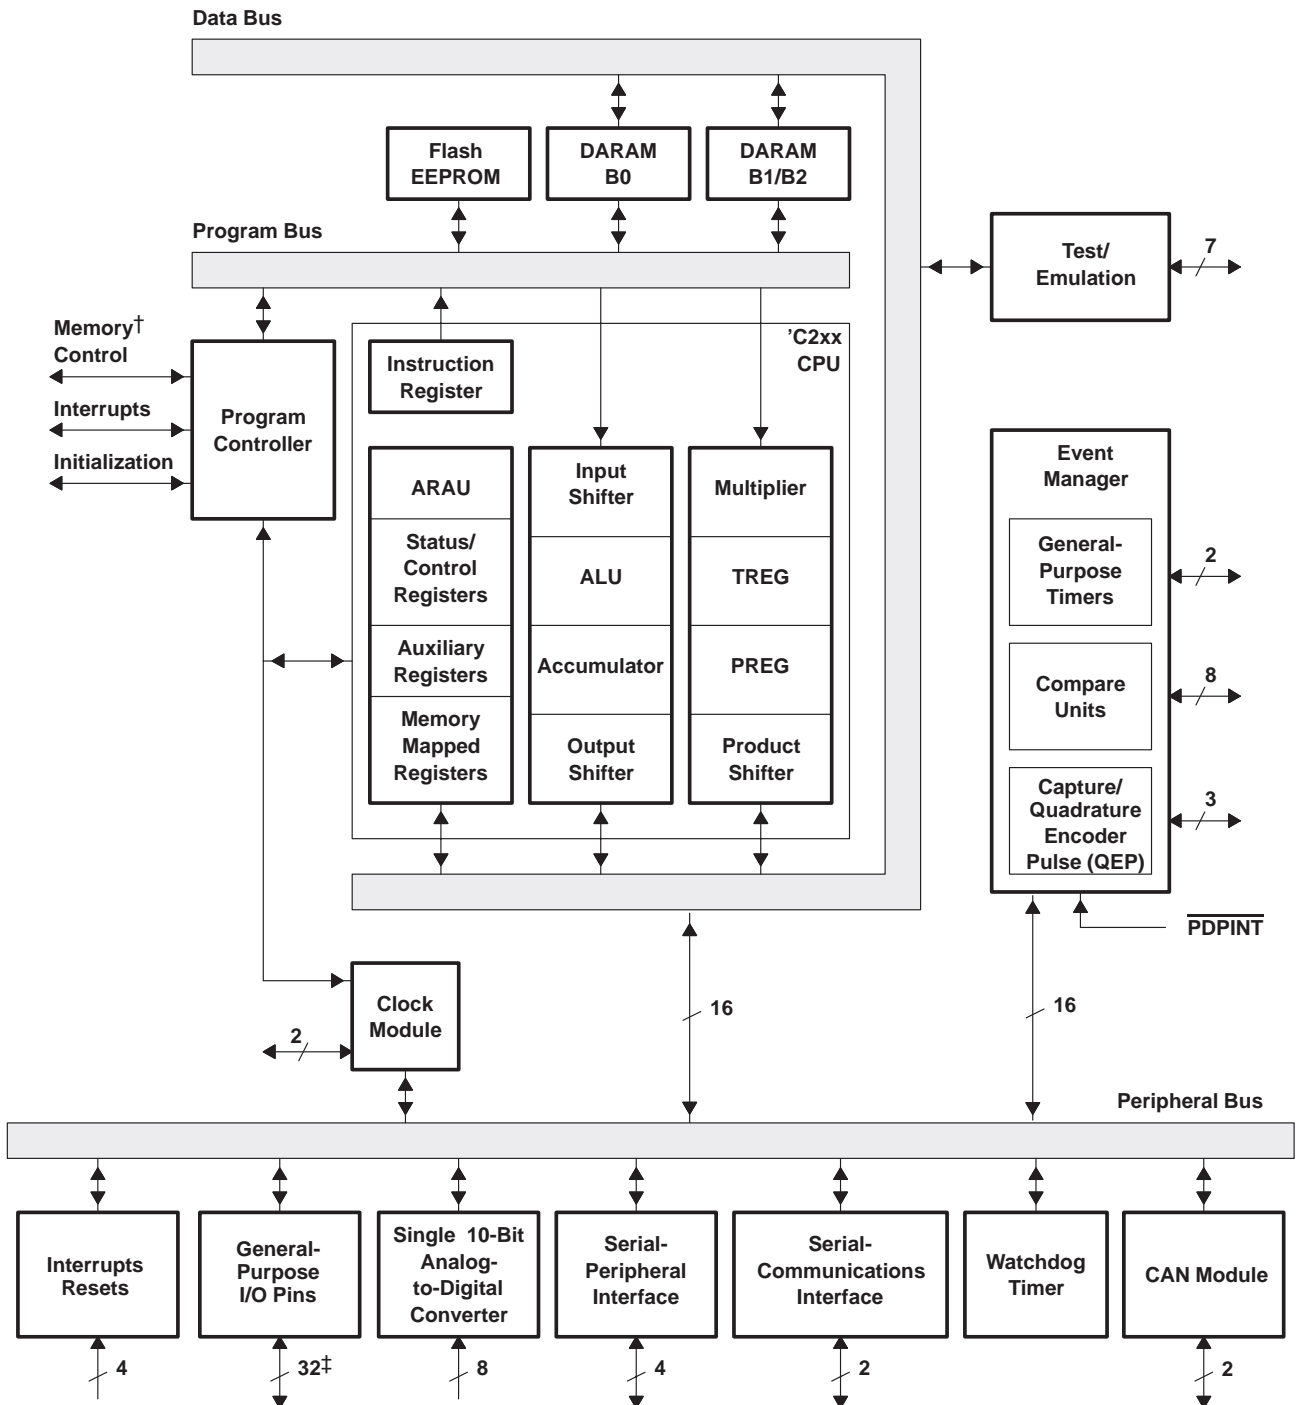 Data Bus
Flash
EEPROM
DARAM
B0
DARAM
B1/B2
Program Bus
Test/
Emulation
7
Memory†
Control
Interrupts
Initialization
Program
Controller
'C2xx
CPU
Instruction
Register
ARAU
Status/
Control
Registers
Auxiliary
Registers
Memory
Mapped
Registers
Input
Shifter
ALU
Accumulator
Output
Shifter
Multiplier
TREG
PREG
Product
Shifter
Event
Manager
General-
Purpose
Timers
2
Compare
Units
8
Capture/
Quadrature
Encoder
Pulse (QEP)
3
PDPINT
Clock
Module
2
16
16
Peripheral Bus
Interrupts
Resets
4
General-
Purpose
I/O Pins
32‡
Single 10-Bit
Analog-
to-Digital
Converter
8
Serial-
Peripheral
Interface
4
Serial-
Communications
Interface
2
Watchdog
Timer
CAN Module
2